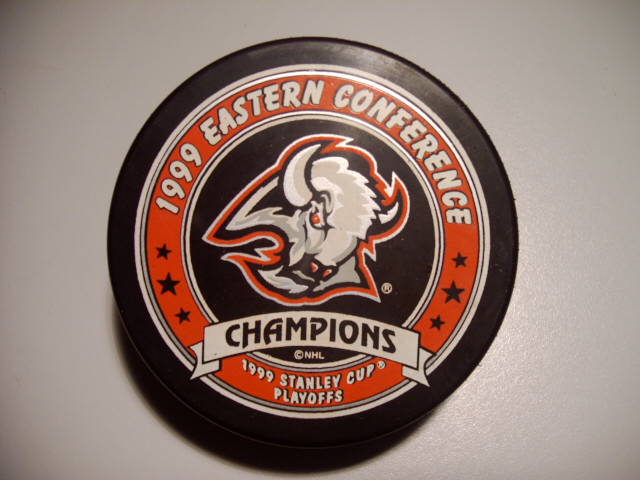 1999 EASTERN CONFERENCE
®
CHAMPIONS
©NHL
1999 STANLEY CUP®
PLAYOFFS